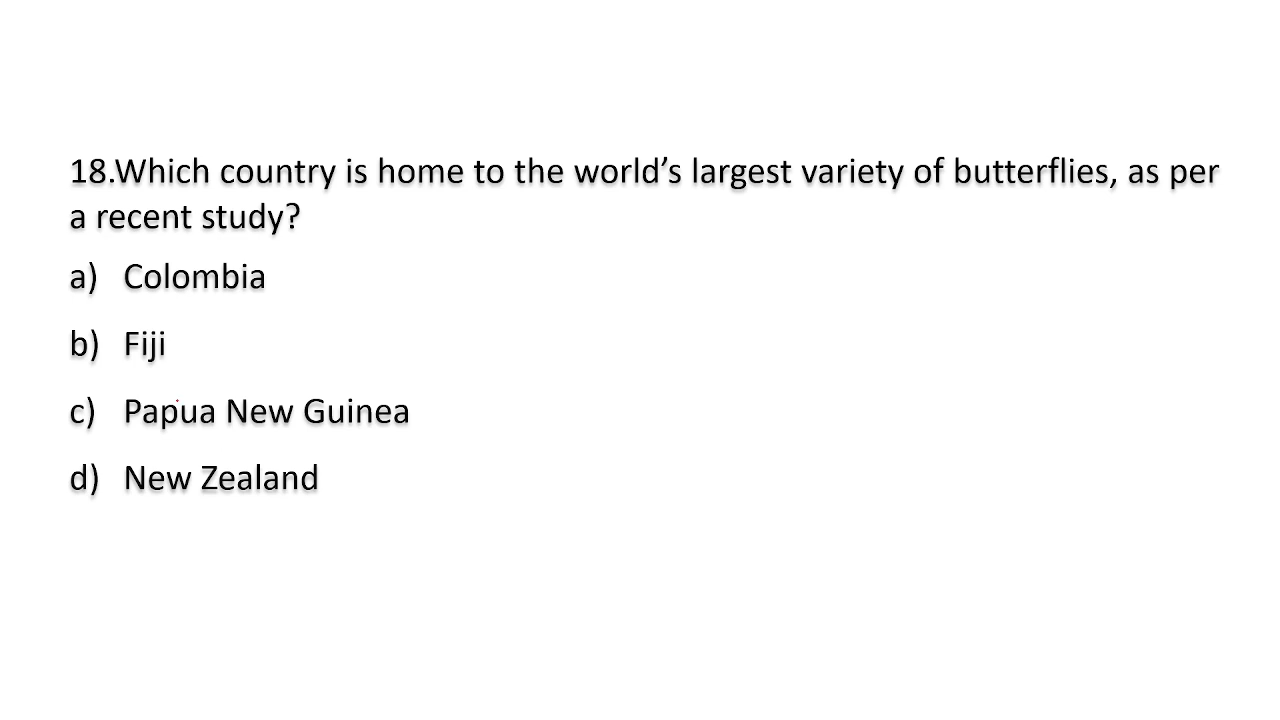 18.Which country is home to the world’s largest variety of butterflies, as per
a recent study?
a) Colombia
b) Fiji
c) Papua New Guinea
d) New Zealand